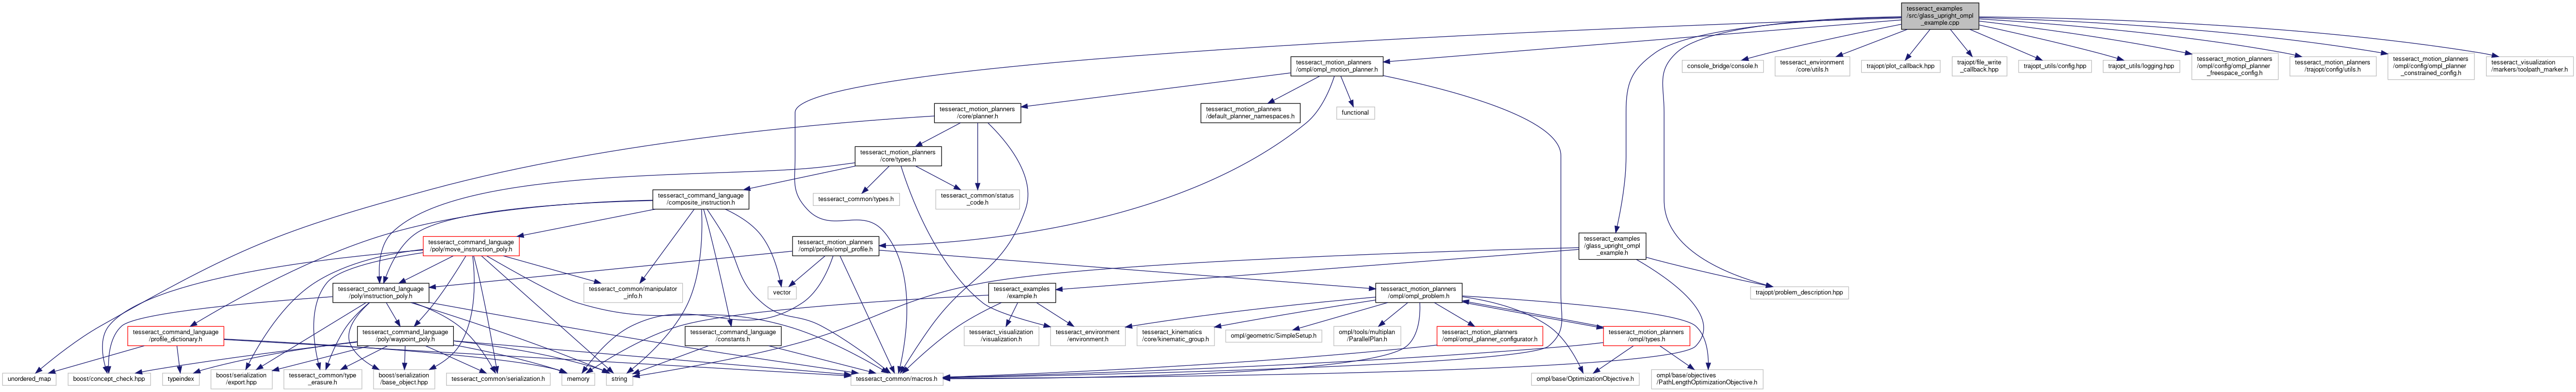 tesseract_examples
/src/glass_upright_ompl
_example.cpp
tesseract_motion_planners
/ompl/ompl_motion_planner.h
console_bridge/console.h
tesseract_environment
/core/utils.h
trajopt/plot_callback.hpp
trajopt/file_write
_callback.hpp
trajopt_utils/config.hpp
trajopt_utils/logging.hpp
tesseract_motion_planners
/ompl/config/ompl_planner
_freespace_config.h
tesseract_motion_planners
/trajopt/config/utils.h
tesseract_motion_planners
/ompl/config/ompl_planner
_constrained_config.h
tesseract_visualization
/markers/toolpath_marker.h
tesseract_motion_planners
/core/planner.h
tesseract_motion_planners
/default_planner_namespaces.h
functional
tesseract_motion_planners
/core/types.h
tesseract_command_language
/composite_instruction.h
tesseract_common/types.h
tesseract_common/status
_code.h
tesseract_command_language
/poly/move_instruction_poly.h
tesseract_motion_planners
/ompl/profile/ompl_profile.h
tesseract_examples
/glass_upright_ompl
_example.h
tesseract_command_language
/poly/instruction_poly.h
tesseract_common/manipulator
_info.h
vector
tesseract_examples
/example.h
tesseract_motion_planners
/ompl/ompl_problem.h
trajopt/problem_description.hpp
tesseract_command_language
/profile_dictionary.h
tesseract_command_language
/poly/waypoint_poly.h
tesseract_command_language
/constants.h
tesseract_visualization
/visualization.h
tesseract_environment
/environment.h
tesseract_kinematics
/core/kinematic_group.h
ompl/geometric/SimpleSetup.h
ompl/tools/multiplan
/ParallelPlan.h
tesseract_motion_planners
/ompl/ompl_planner_configurator.h
tesseract_motion_planners
/ompl/types.h
unordered_map
boost/concept_check.hpp
typeindex
boost/serialization
/export.hpp
tesseract_common/type
_erasure.h
boost/serialization
/base_object.hpp
tesseract_common/serialization.h
memory
string
tesseract_common/macros.h
ompl/base/OptimizationObjective.h
ompl/base/objectives
/PathLengthOptimizationObjective.h